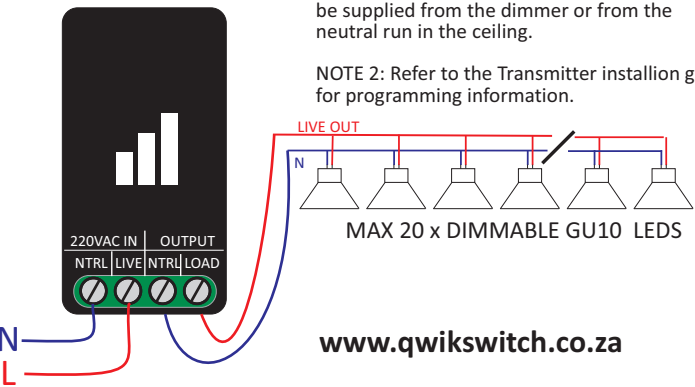 be supplied from the dimmer or from the
neutral run in the ceiling.
NOTE 2: Refer to the Transmitter installion g
for programming information.
LIVE OUT
N
MAX 20 x DIMMABLE GU10 LEDS
220VAC IN OUTPUT
NTRL LIVE NTRL LOAD
N
L
www.qwikswitch.co.za